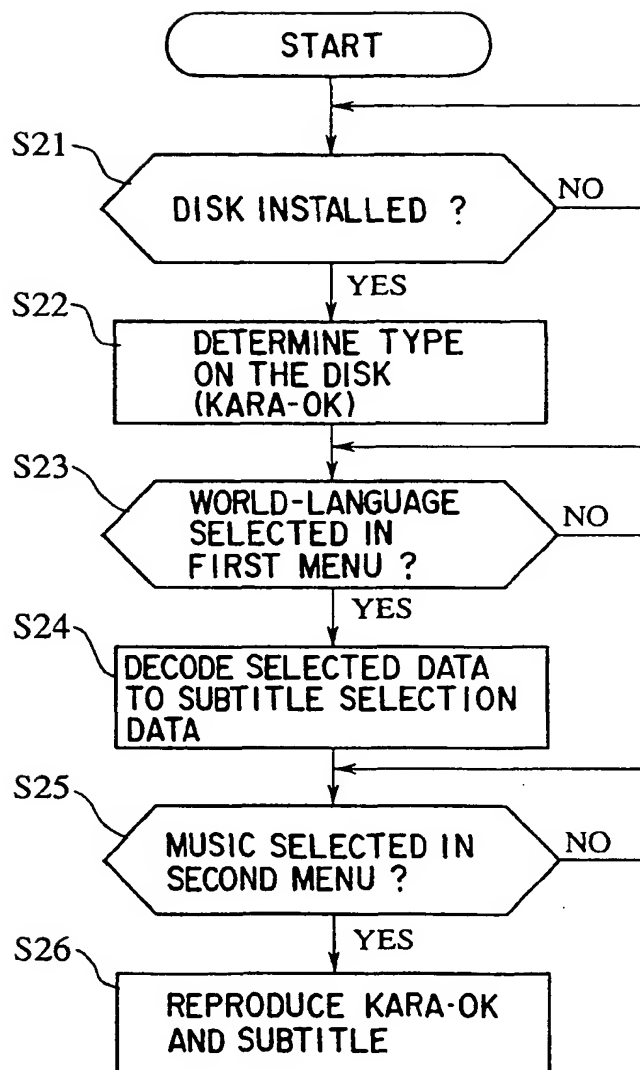 START
S21
DISK INSTALLED ?
NO
YES
S22
DETERMINE TYPE
ON THE DISK
(KARA-OK)
S23
WORLD-LANGUAGE
SELECTED IN
FIRST MENU ?
NO
YES
S24
DECODE SELECTED DATA
TO SUBTITLE SELECTION
DATA
S25
MUSIC SELECTED IN
SECOND MENU ?
NO
YES
S26
REPRODUCE KARA-OK
AND SUBTITLE